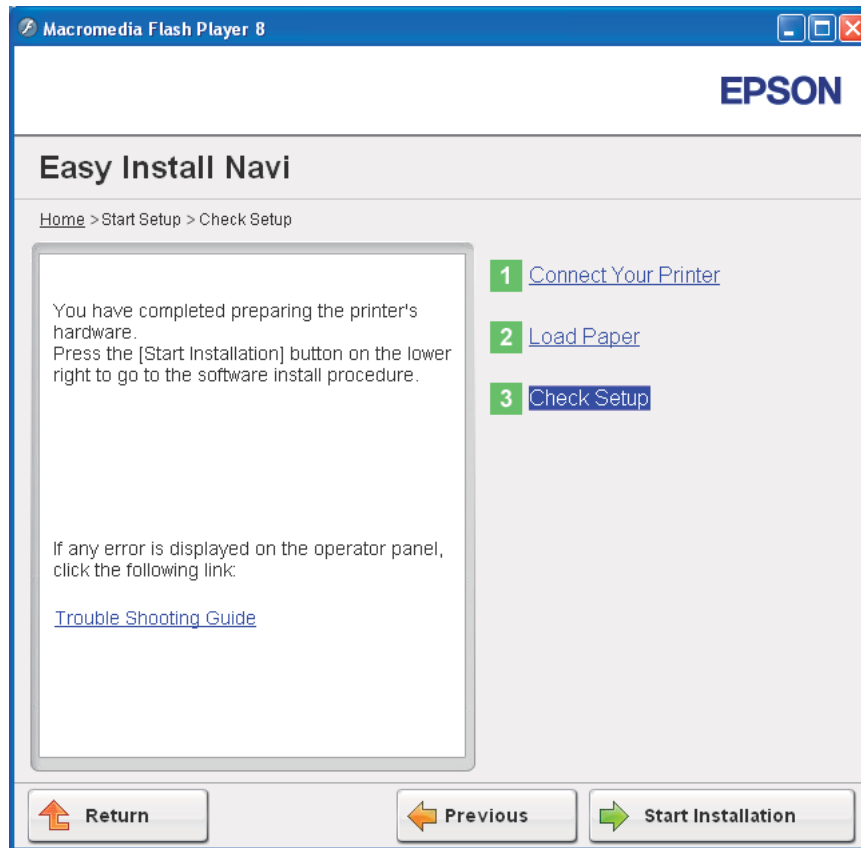 Macromedia Flash Player 8
EPSON
Easy Install Navi
Home > Start Setup > Check Setup
You have completed preparing the printer's
hardware.
Press the [Start Installation] button on the lower
right to go to the software install procedure.
If any error is displayed on the operator panel,
click the following link:
Trouble Shooting Guide
1 Connect Your Printer
2 Load Paper
3 Check Setup
Return
Previous
Start Installation